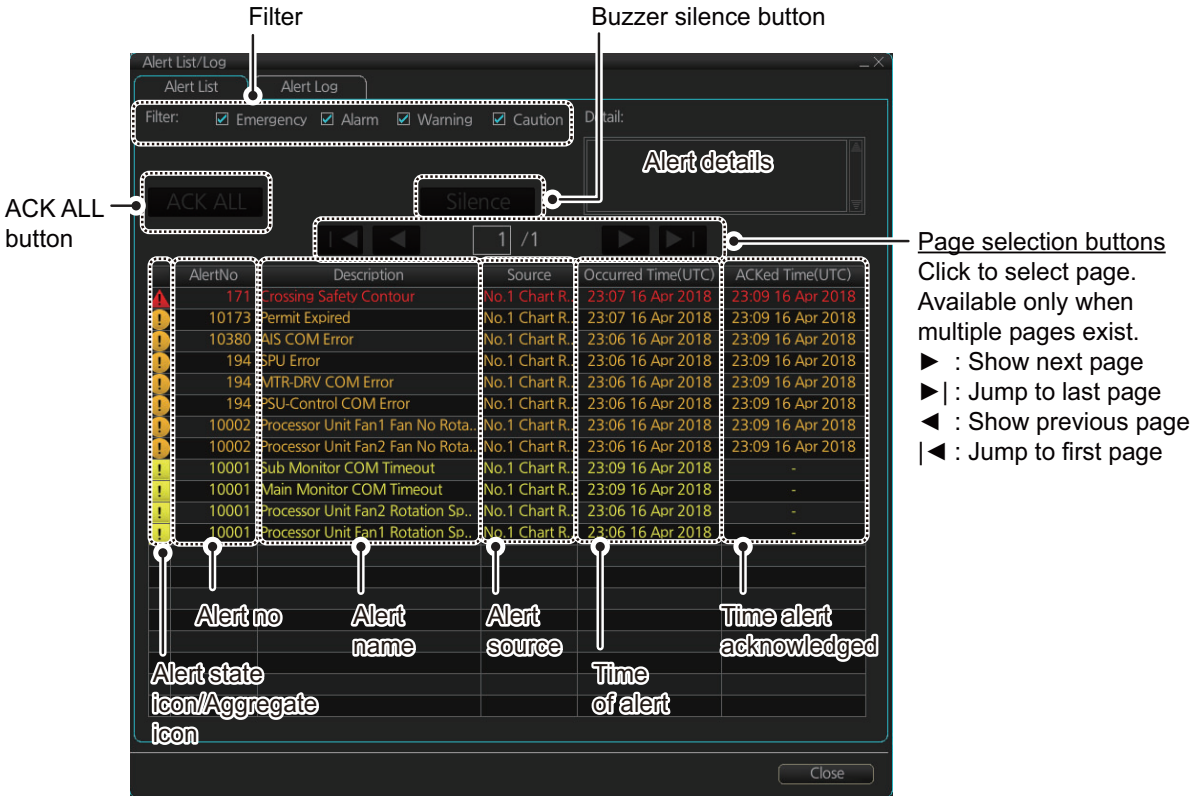 Filter
Buzzer silence button
Alert List/Log
Alert List
Alert Log
Filter:
Emergency
Alarm
Warning
Caution
Detail:
Alert details
ACK ALL
Silence
ACK ALL
button
1 /1
Page selection buttons
Click to select page.
Available only when
multiple pages exist.
► : Show next page
►| : Jump to last page
◄ : Show previous page
|◄ : Jump to first page
AlertNo Description Source Occurred Time(UTC) ACKed Time(UTC)
171 Crossing Safety Contour No.1 Chart R.. 23:07 16 Apr 2018 23:09 16 Apr 2018
10173 Permit Expired No.1 Chart R.. 23:07 16 Apr 2018 23:09 16 Apr 2018
10380 AIS COM Error No.1 Chart R.. 23:06 16 Apr 2018 23:09 16 Apr 2018
194 SPU Error No.1 Chart R.. 23:06 16 Apr 2018 23:09 16 Apr 2018
194 MTR-DRV COM Error No.1 Chart R.. 23:06 16 Apr 2018 23:09 16 Apr 2018
194 PSU-Control COM Error No.1 Chart R.. 23:06 16 Apr 2018 23:09 16 Apr 2018
10002 Processor Unit Fan1 Fan No Rota.. No.1 Chart R.. 23:06 16 Apr 2018 23:09 16 Apr 2018
10002 Processor Unit Fan2 Fan No Rota.. No.1 Chart R.. 23:06 16 Apr 2018 23:09 16 Apr 2018
10001 Sub Monitor COM Timeout No.1 Chart R.. 23:09 16 Apr 2018 -
10001 Main Monitor COM Timeout No.1 Chart R.. 23:09 16 Apr 2018 -
10001 Processor Unit Fan2 Rotation Sp.. No.1 Chart R.. 23:06 16 Apr 2018 -
10001 Processor Unit Fan1 Rotation Sp.. No.1 Chart R.. 23:06 16 Apr 2018 -
Alert no
Alert
name
Alert
source
Time alert
acknowledged
Alert state
icon/Aggregate
icon
Time
of alert
Close